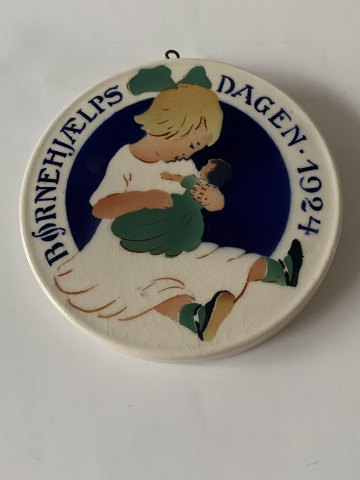 BØRNEHJÆLPS DAGEN · 1924